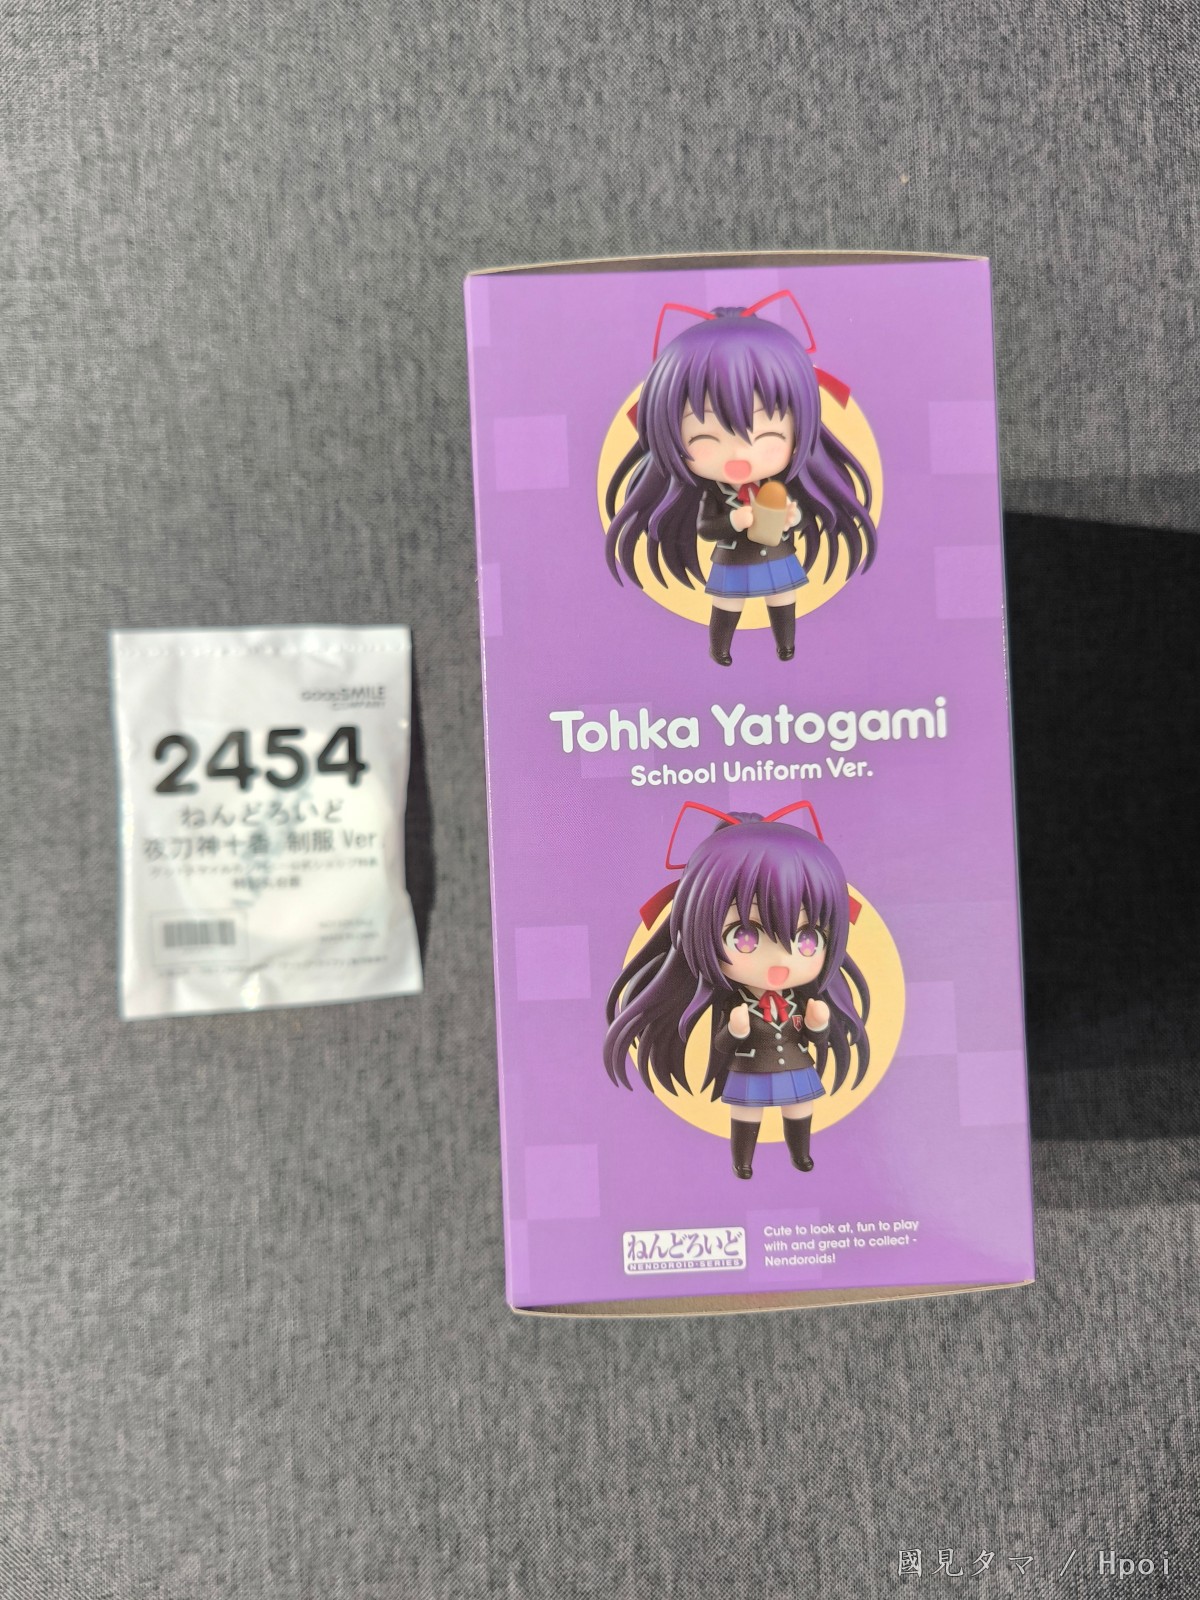 GOODSMILE
COMPANY
2454
ねんどろいど
夜刀神十香 制服 Ver.
Tohka Yatogami
School Uniform Ver.
ねんどろいど
NENDOROID SERIES
Cute to look at, fun to play
with and great to collect -
Nendoroids!
國見タマ / Hpoi